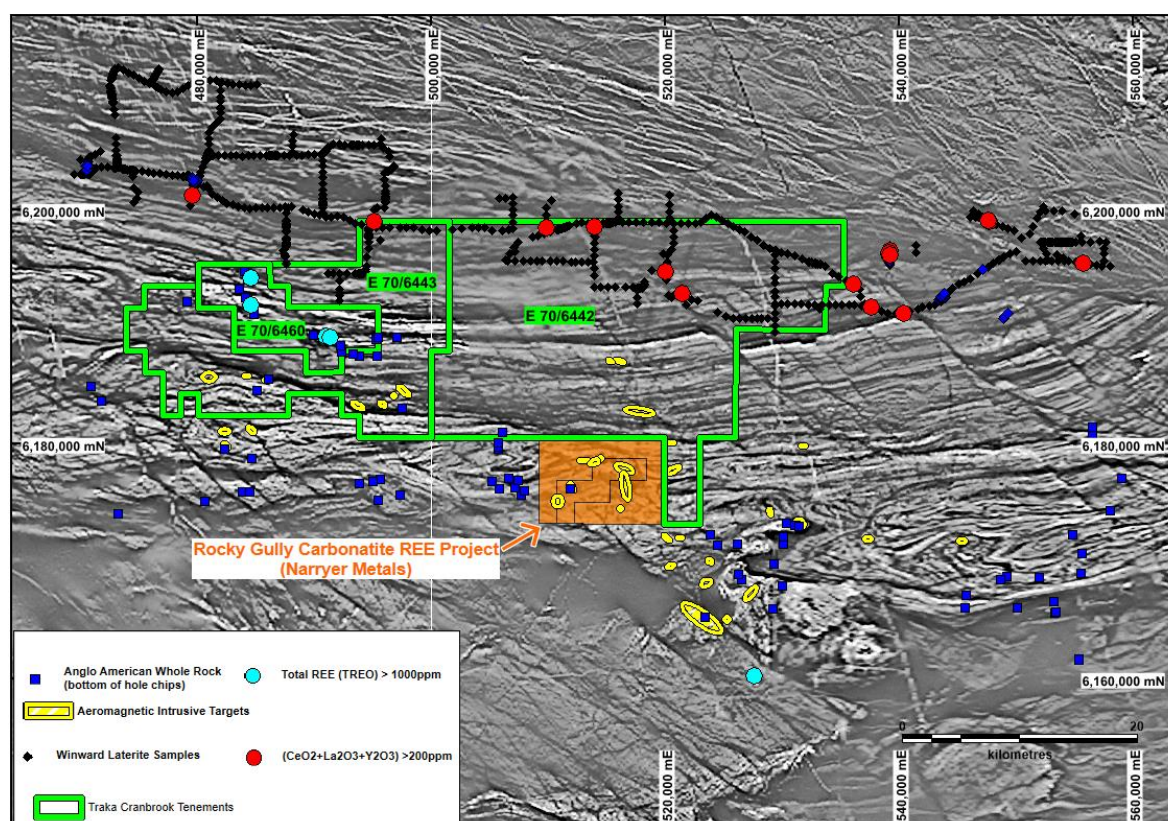 480,000 mE
500,000 mE
520,000 mE
540,000 mE
560,000 mE
6,200,000 mN
6,200,000 mN
E 70/6443
E 70/6442
E 70/6460
6,180,000 mN
6,180,000 mN
Rocky Gully Carbonatite REE Project
(Narryer Metals)
Anglo American Whole Rock
(bottom of hole chips)
Total REE (TREO) > 1000ppm
Aeromagnetic Intrusive Targets
Winward Laterite Samples
(CeO2+La2O3+Y2O3) >200ppm
Traka Cranbrook Tenements
6,160,000 mN
0
20
kilometres
520,000 mE
540,000 mE
560,000 mE